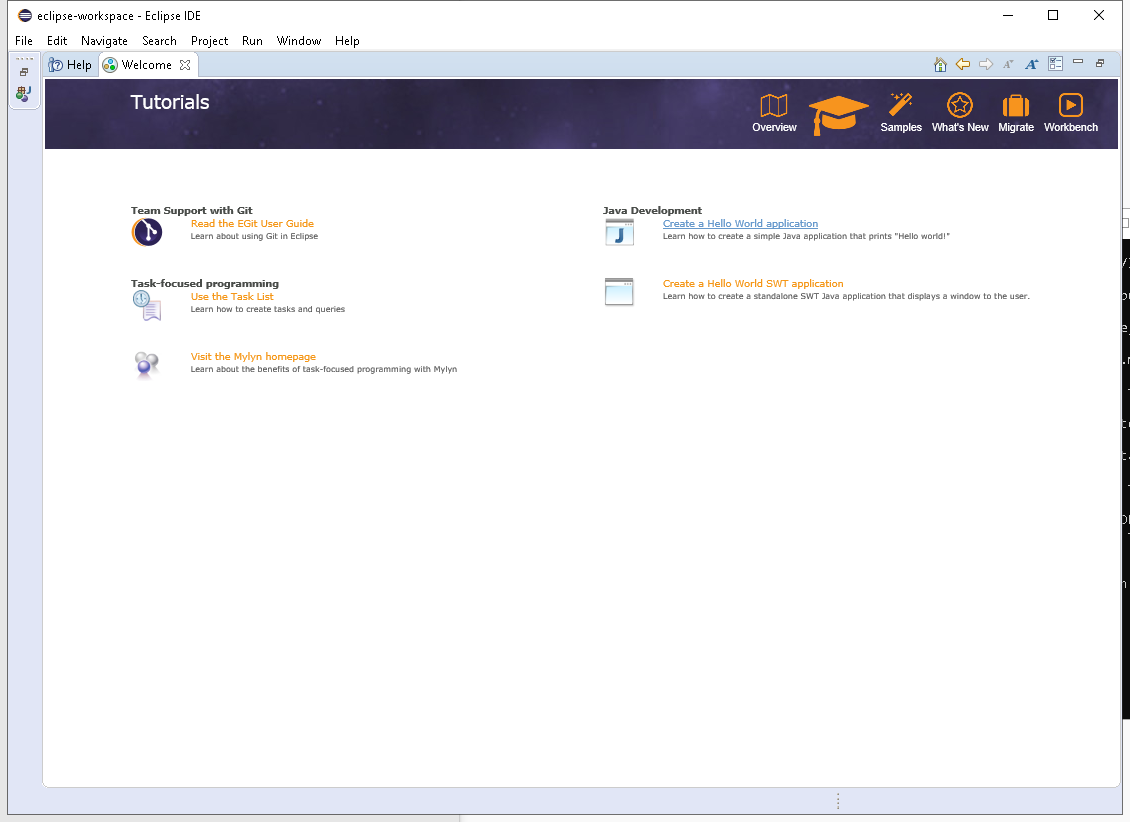 eclipse-workspace - Eclipse IDE
File Edit Navigate Search Project Run Window Help
Help Welcome
Tutorials
Overview Samples What's New Migrate Workbench
Team Support with Git
Read the EGit User Guide
Learn about using Git in Eclipse
Task-focused programming
Use the Task List
Learn how to create tasks and queries
Visit the Mylyn homepage
Learn about the benefits of task-focused programming with Mylyn
Java Development
Create a Hello World application
Learn how to create a simple Java application that prints "Hello world!"
Create a Hello World SWT application
Learn how to create a standalone SWT Java application that displays a window to the user.